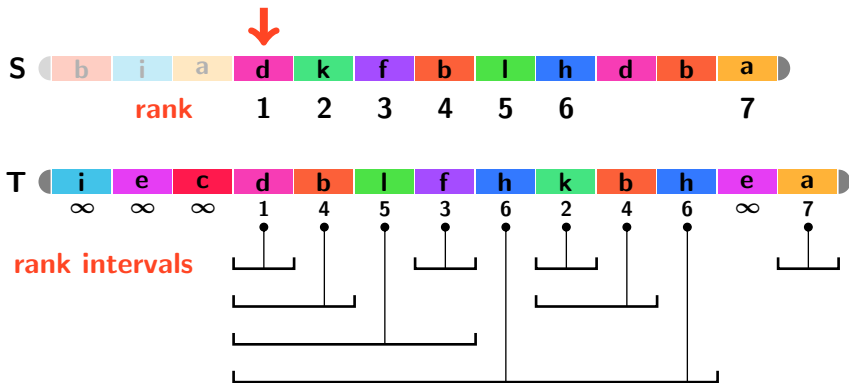 S b i a d k f b l h d b a
rank 1 2 3 4 5 6 7
T i e c d b l f h k b h e a
∞ ∞ ∞ 1 4 5 3 6 2 4 6 ∞ 7
rank intervals